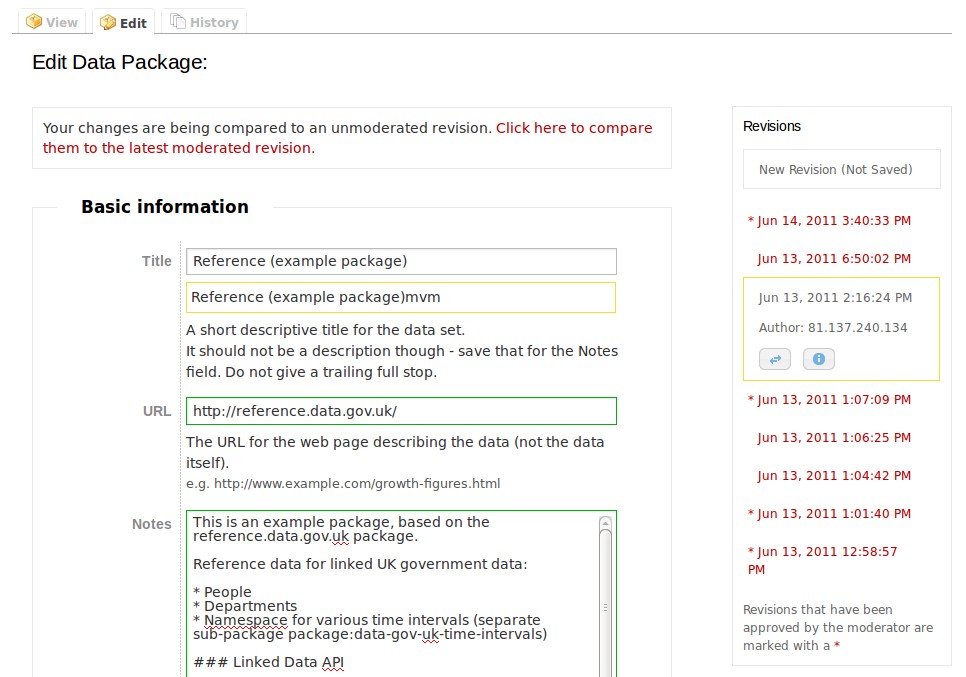 View
Edit
History
Edit Data Package:
Your changes are being compared to an unmoderated revision. Click here to compare
them to the latest moderated revision.
Basic information
Title
Reference (example package)
Reference (example package)mvm
A short descriptive title for the data set.
It should not be a description though - save that for the Notes
field. Do not give a trailing full stop.
URL
http://reference.data.gov.uk/
The URL for the web page describing the data (not the data
itself).
e.g. http://www.example.com/growth-figures.html
Notes
This is an example package, based on the
reference.data.gov.uk package.
Reference data for linked UK government data:
* People
* Departments
* Namespace for various time intervals (separate
sub-package package:data-gov-uk-time-intervals)
### Linked Data API
Revisions
New Revision (Not Saved)
* Jun 14, 2011 3:40:33 PM
Jun 13, 2011 6:50:02 PM
Jun 13, 2011 2:16:24 PM
Author: 81.137.240.134
* Jun 13, 2011 1:07:09 PM
Jun 13, 2011 1:06:25 PM
Jun 13, 2011 1:04:42 PM
* Jun 13, 2011 1:01:40 PM
* Jun 13, 2011 12:58:57
PM
Revisions that have been
approved by the moderator are
marked with a *